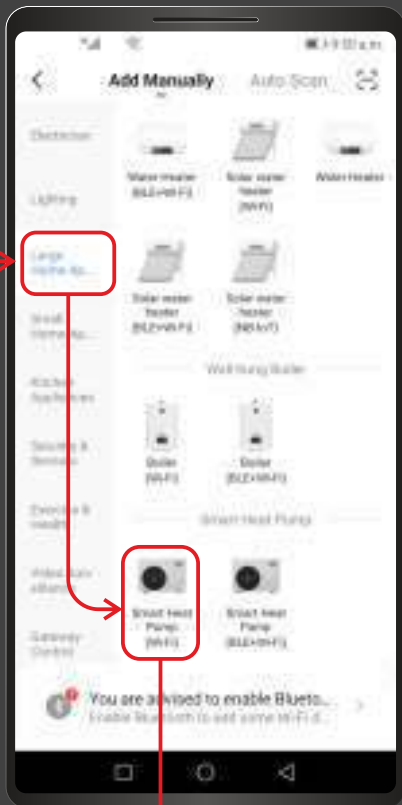 Add Manually Auto Scan
Electrician
Lighting
Large
Home Ap...
Small
Home Ap...
Kitchen
Appliances
Security &
Exercise &
Health
Gateway
Control
Water Heater
(BLE+Wi-Fi)
Solar water
heater
(Wi-Fi)
Water Heater
Solar water
heater
(BLE+Wi-Fi)
Solar water
heater
(NB-IoT)
Wall-hung Boiler
Boiler
(Wi-Fi)
Boiler
(BLE+Wi-Fi)
Smart Heat Pump
Smart Heat
Pump
(Wi-Fi)
Smart Heat
Pump
(BLE+Wi-Fi)
You are advised to enable Blueto...
Enable Bluetooth to add some Wi-Fi d...